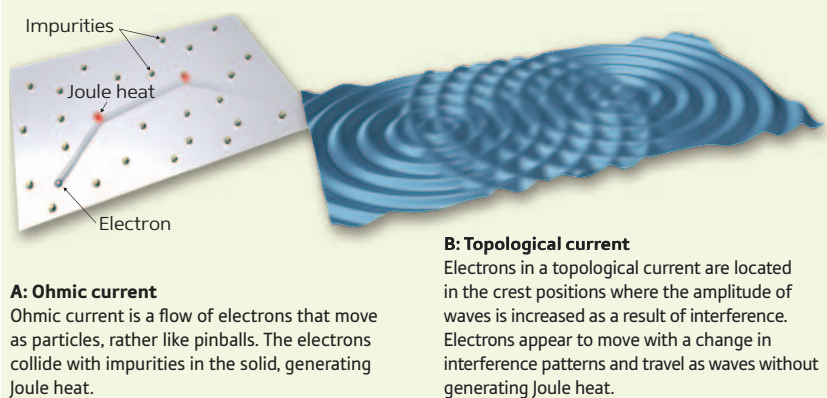 Impurities
Joule heat
Electron
A: Ohmic current
Ohmic current is a flow of electrons that move
as particles, rather like pinballs. The electrons
collide with impurities in the solid, generating
Joule heat.
B: Topological current
Electrons in a topological current are located
in the crest positions where the amplitude of
waves is increased as a result of interference.
Electrons appear to move with a change in
interference patterns and travel as waves without
generating Joule heat.